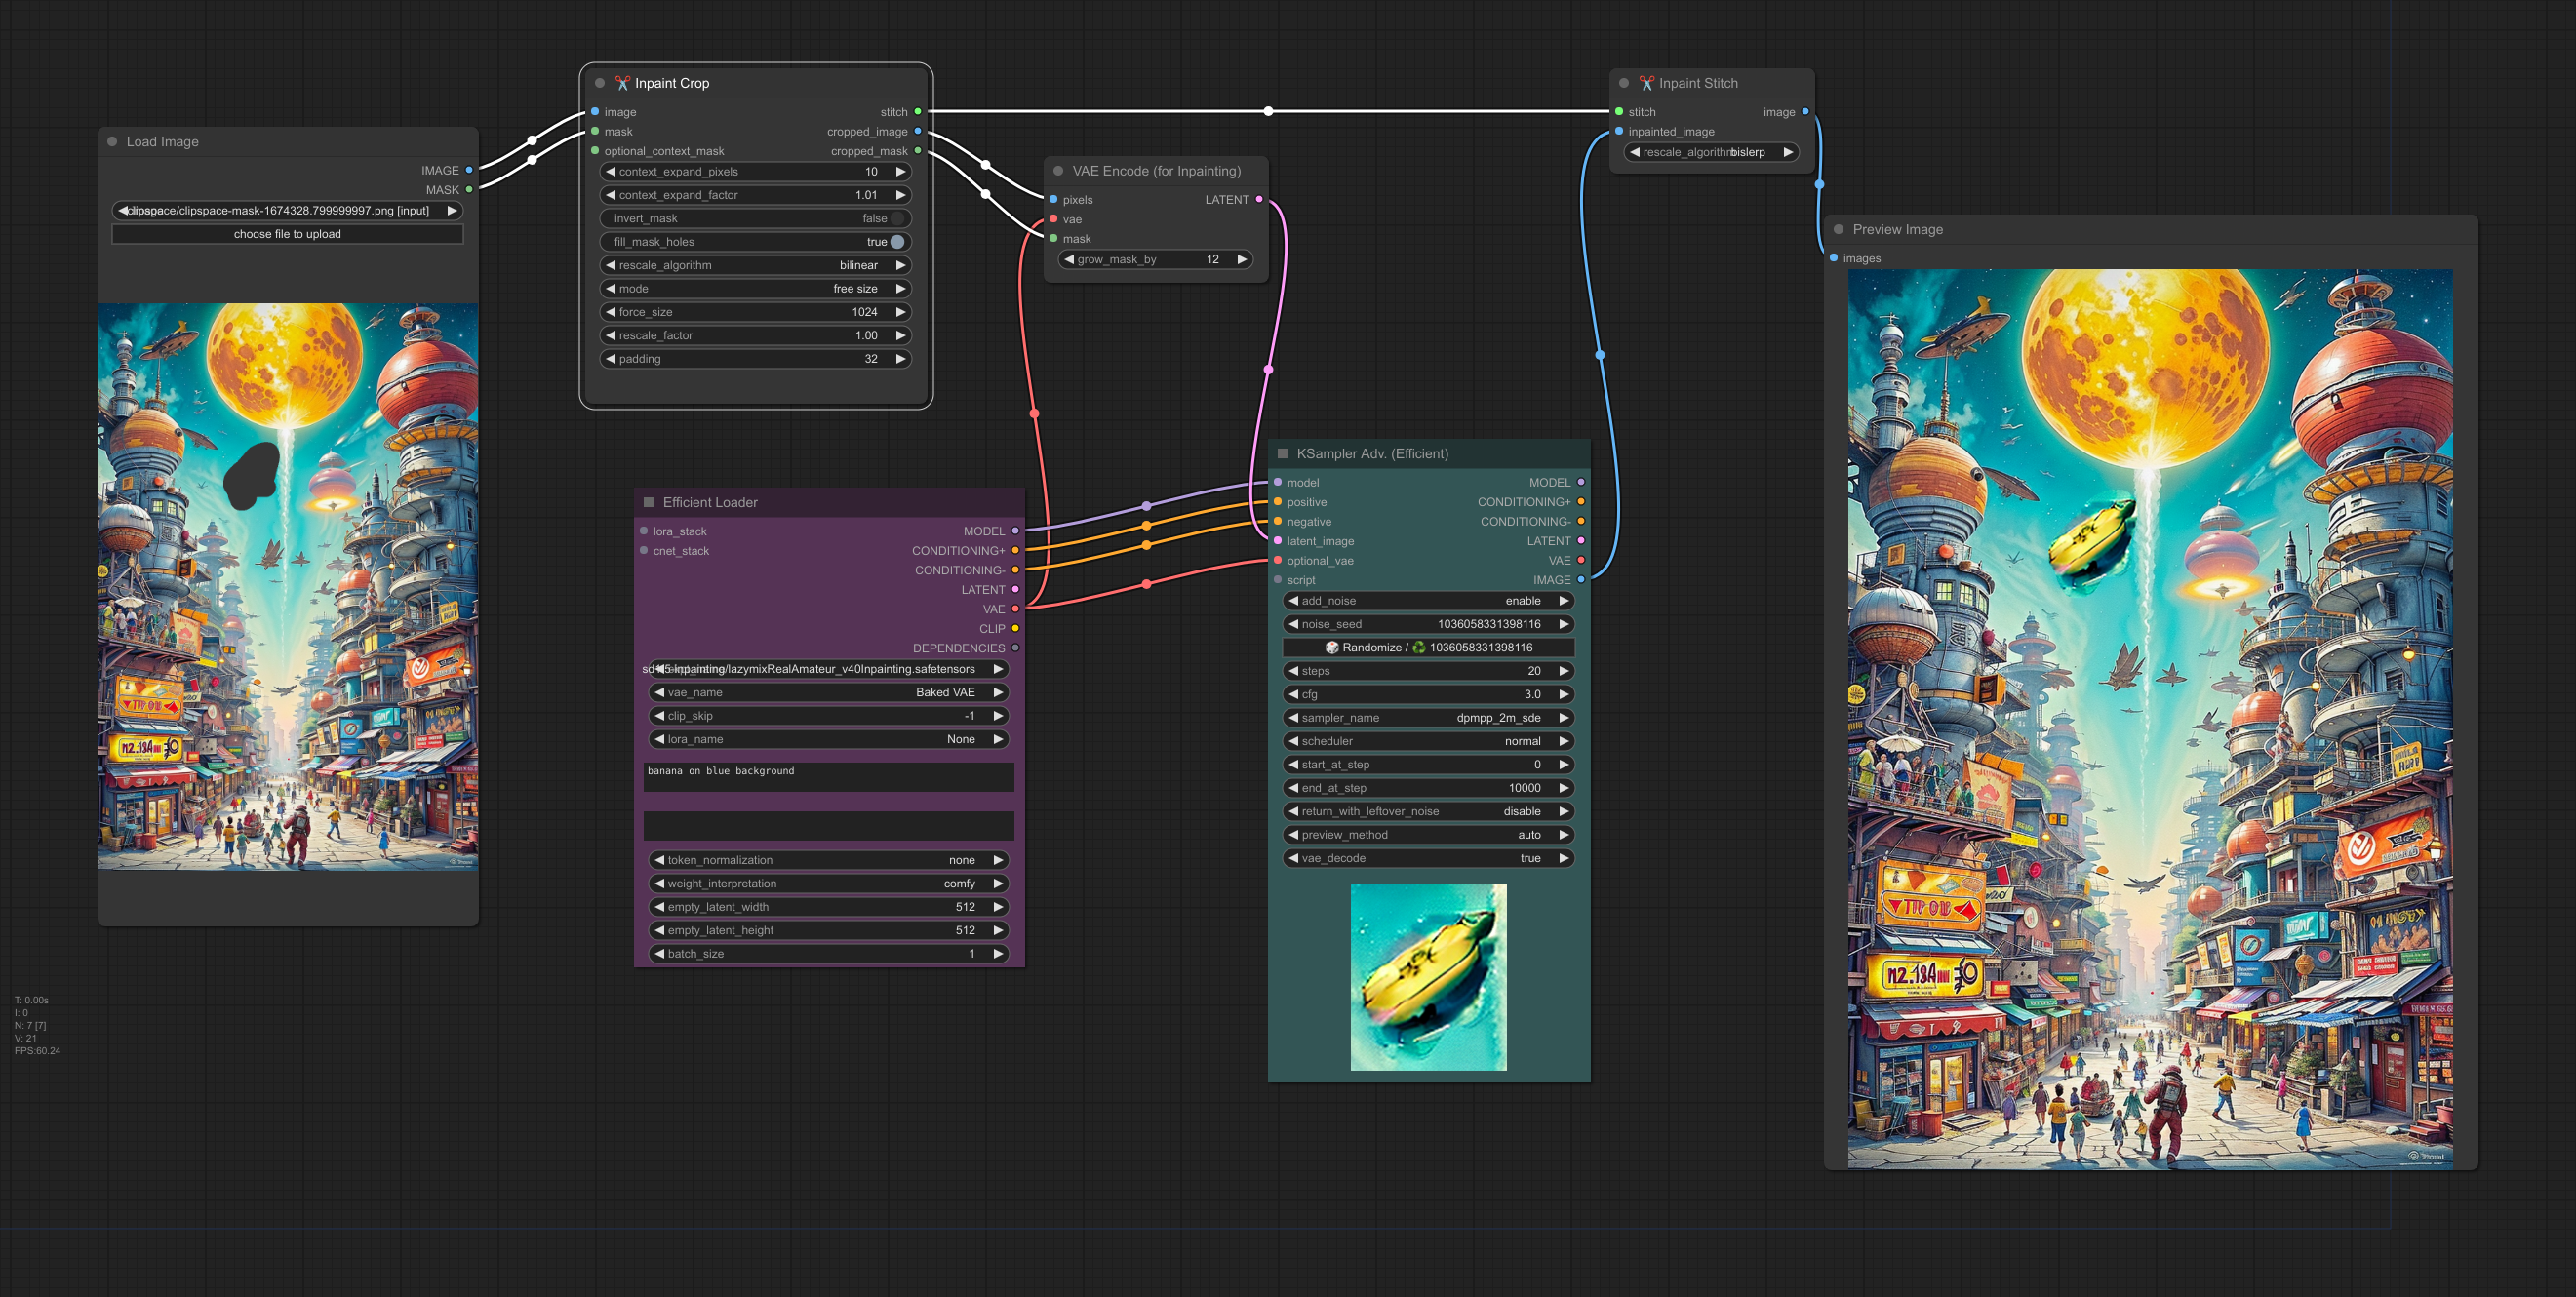 Load Image
IMAGE
MASK
clipspace/clipspace-mask-1674328.799999997.png [input]
choose file to upload
✂️ Inpaint Crop
image stitch
mask cropped_image
optional_context_mask cropped_mask
context_expand_pixels 10
context_expand_factor 1.01
invert_mask false
fill_mask_holes true
rescale_algorithm bilinear
mode free size
force_size 1024
rescale_factor 1.00
padding 32
VAE Encode (for Inpainting)
pixels LATENT
vae
mask
grow_mask_by 12
Efficient Loader
lora_stack MODEL
cnet_stack CONDITIONING+
CONDITIONING-
LATENT
VAE
CLIP
DEPENDENCIES
inpainting/lazymixRealAmateur_v40Inpainting.safetensors
vae_name Baked VAE
clip_skip -1
lora_name None
banana on blue background
token_normalization none
weight_interpretation comfy
empty_latent_width 512
empty_latent_height 512
batch_size 1
KSampler Adv. (Efficient)
model MODEL
positive CONDITIONING+
negative CONDITIONING-
latent_image LATENT
optional_vae VAE
script IMAGE
add_noise enable
noise_seed 1036058331398116
🎲 Randomize / ♻️ 1036058331398116
steps 20
cfg 3.0
sampler_name dpmpp_2m_sde
scheduler normal
start_at_step 0
end_at_step 10000
return_with_leftover_noise disable
preview_method auto
vae_decode true
✂️ Inpaint Stitch
stitch image
inpainted_image
rescale_algorithm bislerp
Preview Image
images
T: 0.00s
I: 0
N: 7 [7]
V: 21
FPS:60.24